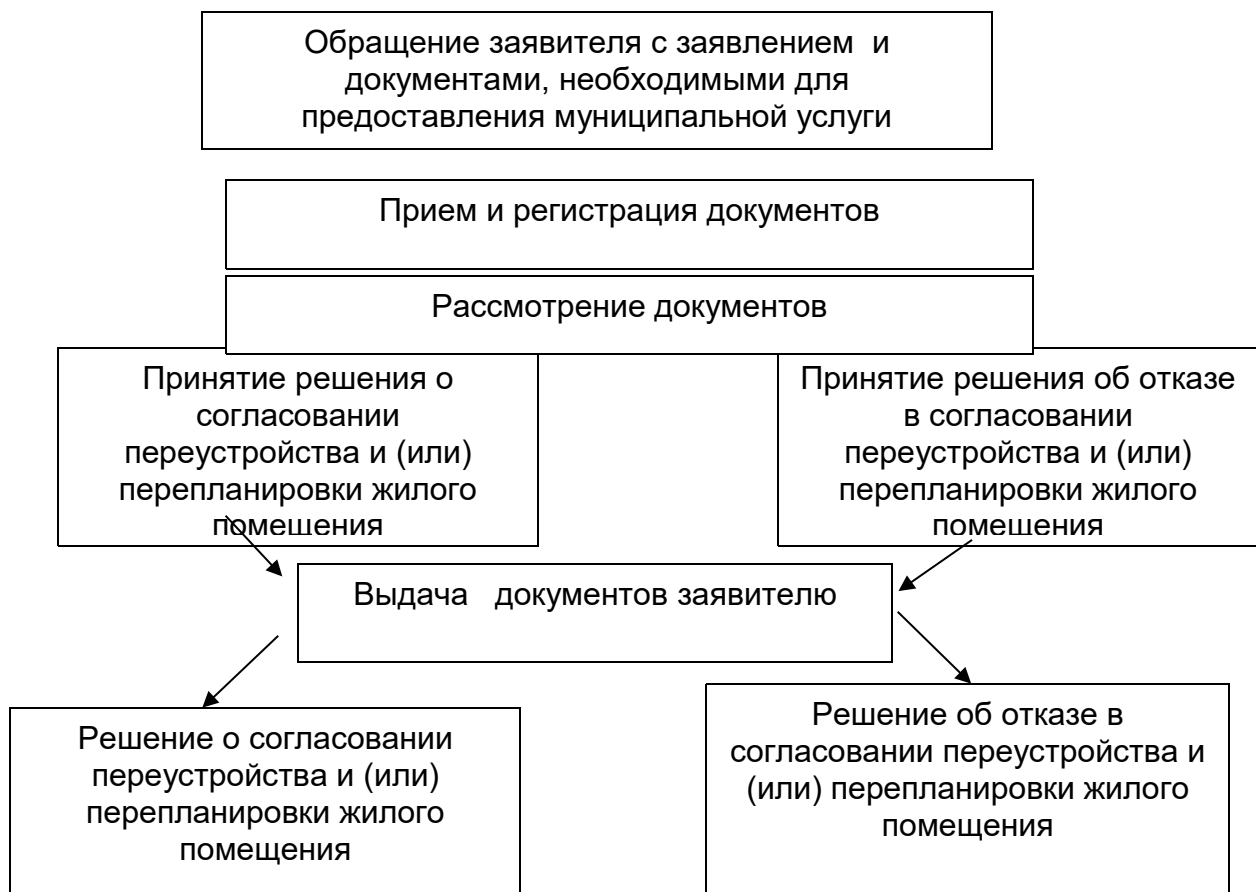 Обращение заявителя с заявлением и
документами, необходимыми для
предоставления муниципальной услуги
Прием и регистрация документов
Рассмотрение документов
Принятие решения о
согласовании
переустройства и (или)
перепланировки жилого
помещения
Принятие решения об отказе
в согласовании
переустройства и (или)
перепланировки жилого
помещения
Выдача документов заявителю
Решение о согласовании
переустройства и (или)
перепланировки жилого
помещения
Решение об отказе в
согласовании переустройства и
(или) перепланировки жилого
помещения